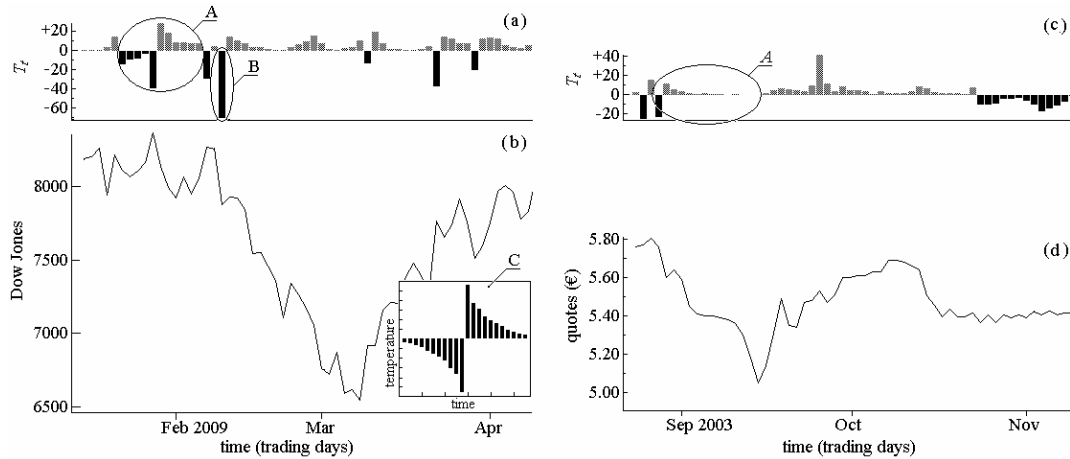 A
(a)
+20
0
-20
-40
-60
T_t
B
(b)
8000
7500
7000
6500
Dow Jones
C
temperature
time
Feb 2009
Mar
Apr
time (trading days)
(c)
+40
+20
0
-20
T_t
A
(d)
5.80
5.60
5.40
5.20
5.00
quotes (€)
Sep 2003
Oct
Nov
time (trading days)